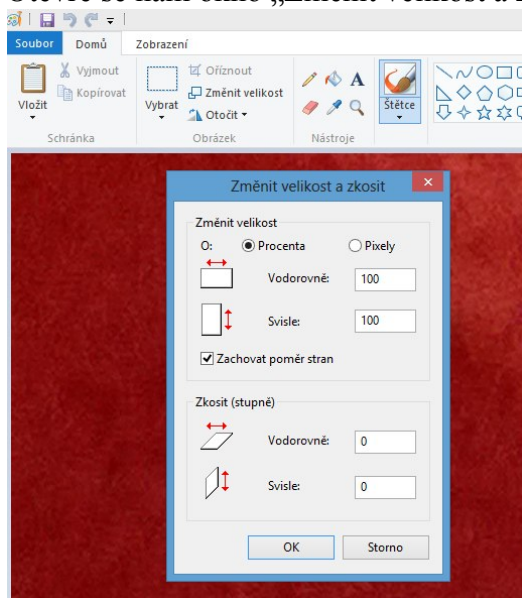 Otevře se nám okno „Změnit velikost a
Soubor Domů Zobrazení
Vložit
Vyjmout
Kopírovat
Schránka
Vybrat
Oříznout
Změnit velikost
Otočit
Obrázek
A
Nástroje
Štětce
Změnit velikost a zkosit
Změnit velikost
O: Procenta Pixely
Vodorovně: 100
Svisle: 100
Zachovat poměr stran
Zkosit (stupně)
Vodorovně: 0
Svisle: 0
OK Storno